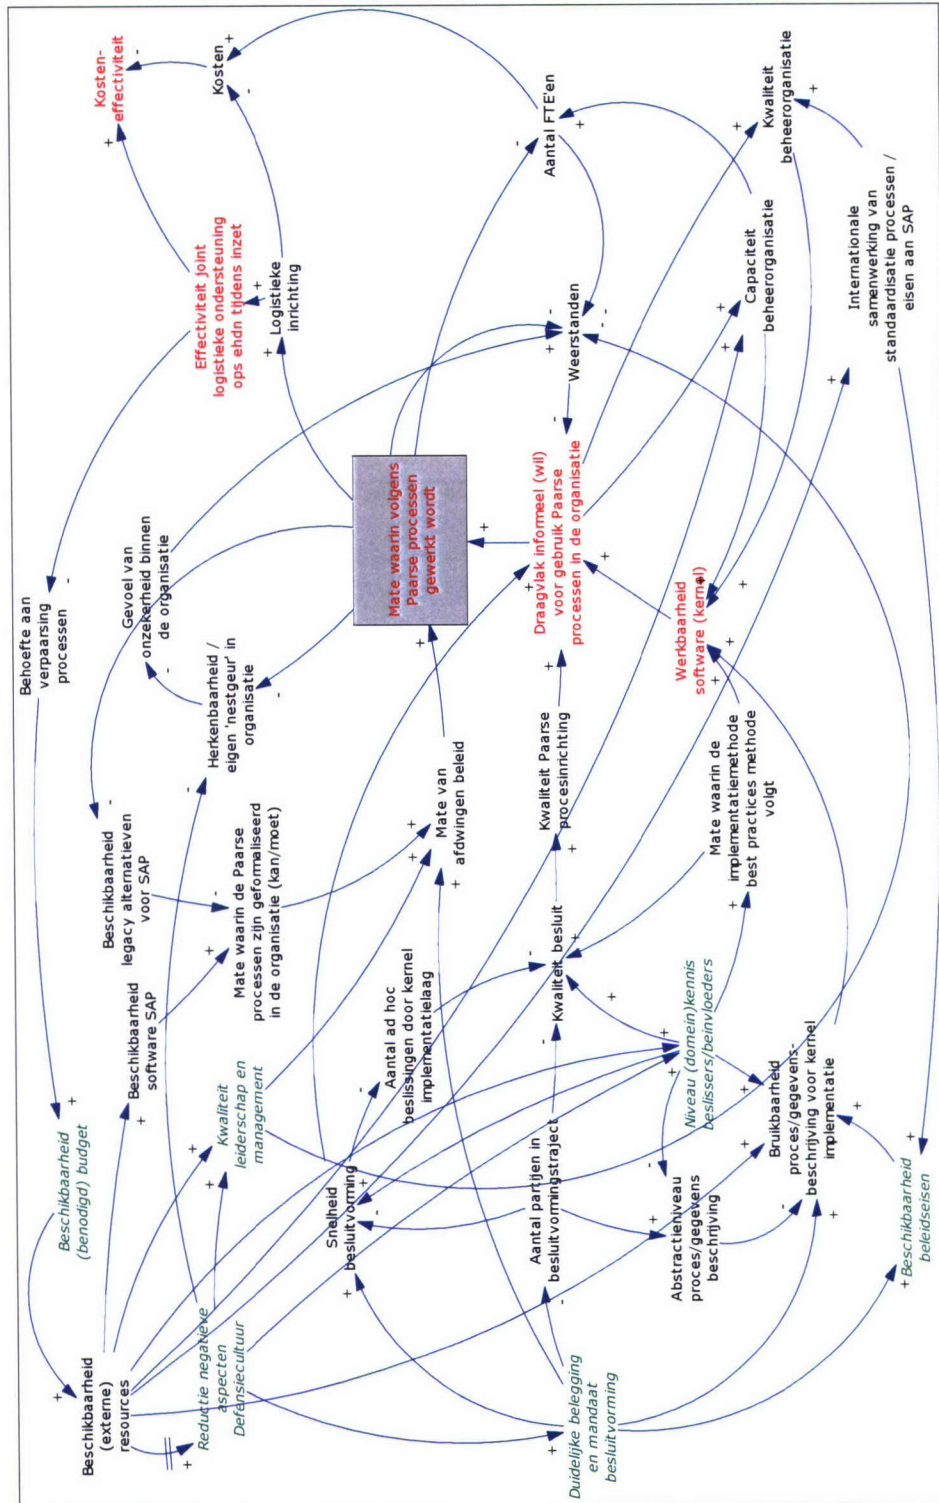 Beschikbaarheid
(externe)
resources
Reductie negatieve
aspecten
Defensiecultuur
Duidelijke belegging
en mandaat
besluitvorming
Beschikbaarheid
(benodigd) budget
Beschikbaarheid
software SAP
Kwaliteit
leiderschap en
management
Snelheid
besluitvorming
Aantal partijen in
besluitvormingstraject
Abstractieniveau
proces/gegevens
beschrijving
Beschikbaarheid
beleidseisen
Beschikbaarheid
legacy alternatieven
voor SAP
Mate waarin de Paarse
processen zijn geformaliseerd
in de organisatie (kan/moet)
Aantal ad hoc
beslissingen door kernel
implementatielaag
Kwaliteit besluit
Niveau (domein)kennis
beslissers/beinvloeders
Bruikbaarheid
proces/gegevens-
beschrijving voor kernel
implementatie
Behoefte aan
verpaarsing
processen
Gevoel van
onzekerheid binnen
de organisatie
Herkenbaarheid /
eigen 'nestgeur' in
organisatie
Mate van
afdwingen beleid
Kwaliteit Paarse
procesinrichting
Mate waarin de
implementatiemethode
best practices methode
volgt
Mate waarin volgens
Paarse processen
gewerkt wordt
Draagvlak informeel (wil)
voor gebruik Paarse
processen in de organisatie
Werkbaarheid
software (kernel)
Effectiviteit joint
logistieke ondersteuning
ops ehdn tijdens inzet
Logistieke
inrichting
Weerstanden
Capaciteit
beheerorganisatie
Internationale
samenwerking van
standaardisatie processen /
eisen aan SAP
Kosten-
effectiviteit
Kosten
Aantal FTE'en
Kwaliteit
beheerorganisatie